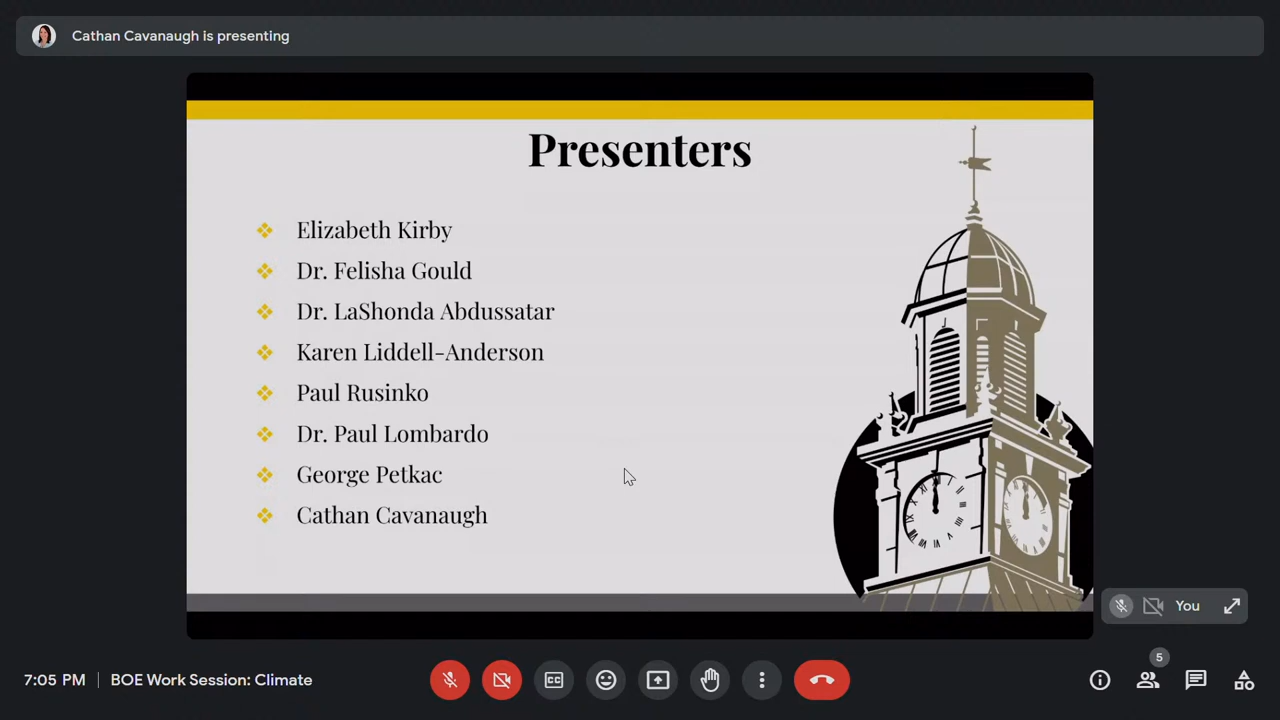 Cathan Cavanaugh is presenting
Presenters
Elizabeth Kirby
Dr. Felisha Gould
Dr. LaShonda Abdussatar
Karen Liddell-Anderson
Paul Rusinko
Dr. Paul Lombardo
George Petkac
Cathan Cavanaugh
You
5
7:05 PM | BOE Work Session: Climate